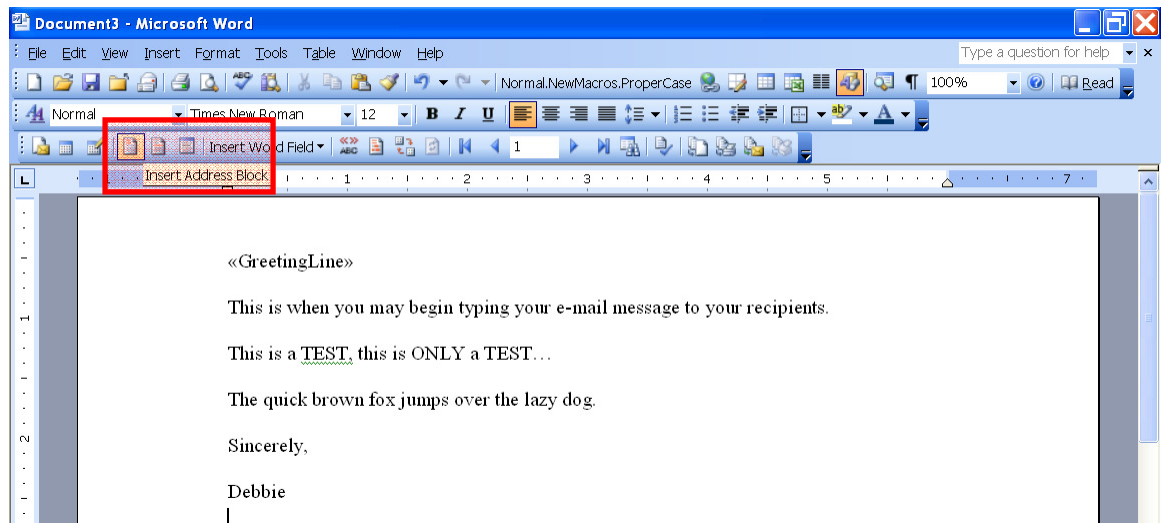 Document3 - Microsoft Word
File Edit View Insert Format Tools Table Window Help Type a question for help
Normal.NewMacros.ProperCase ¶ 100% Read
Normal Times New Roman 12 B I U A
Insert Word Field 1
Insert Address Block
L 1 2 3 4 5 7
«GreetingLine»
This is when you may begin typing your e-mail message to your recipients.
1
This is a TEST, this is ONLY a TEST…
The quick brown fox jumps over the lazy dog.
2
Sincerely,
Debbie